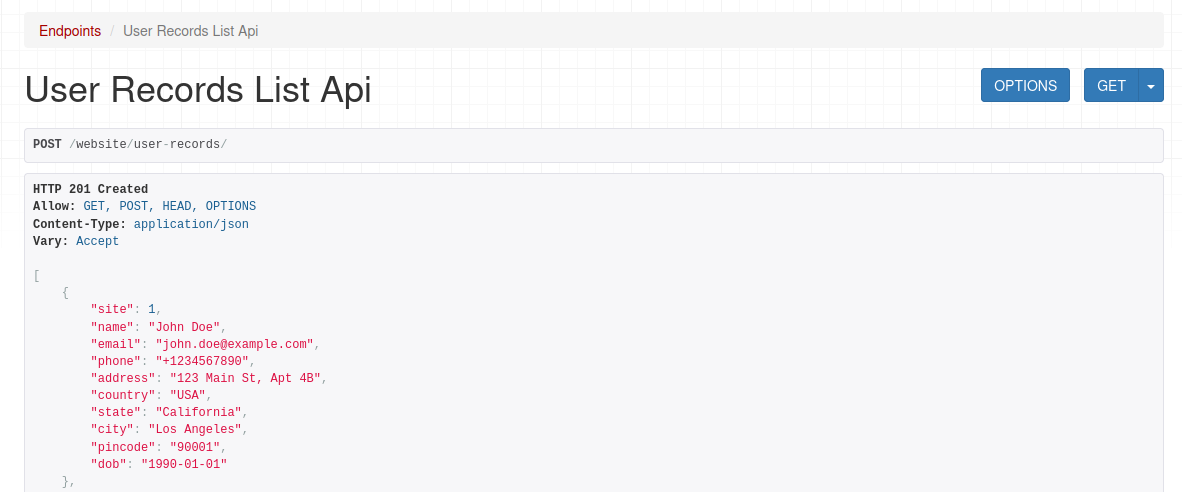 Endpoints / User Records List Api
User Records List Api
OPTIONS
GET
POST /website/user-records/
HTTP 201 Created
Allow: GET, POST, HEAD, OPTIONS
Content-Type: application/json
Vary: Accept
[
    {
        "site": 1,
        "name": "John Doe",
        "email": "john.doe@example.com",
        "phone": "+1234567890",
        "address": "123 Main St, Apt 4B",
        "country": "USA",
        "state": "California",
        "city": "Los Angeles",
        "pincode": "90001",
        "dob": "1990-01-01"
    },